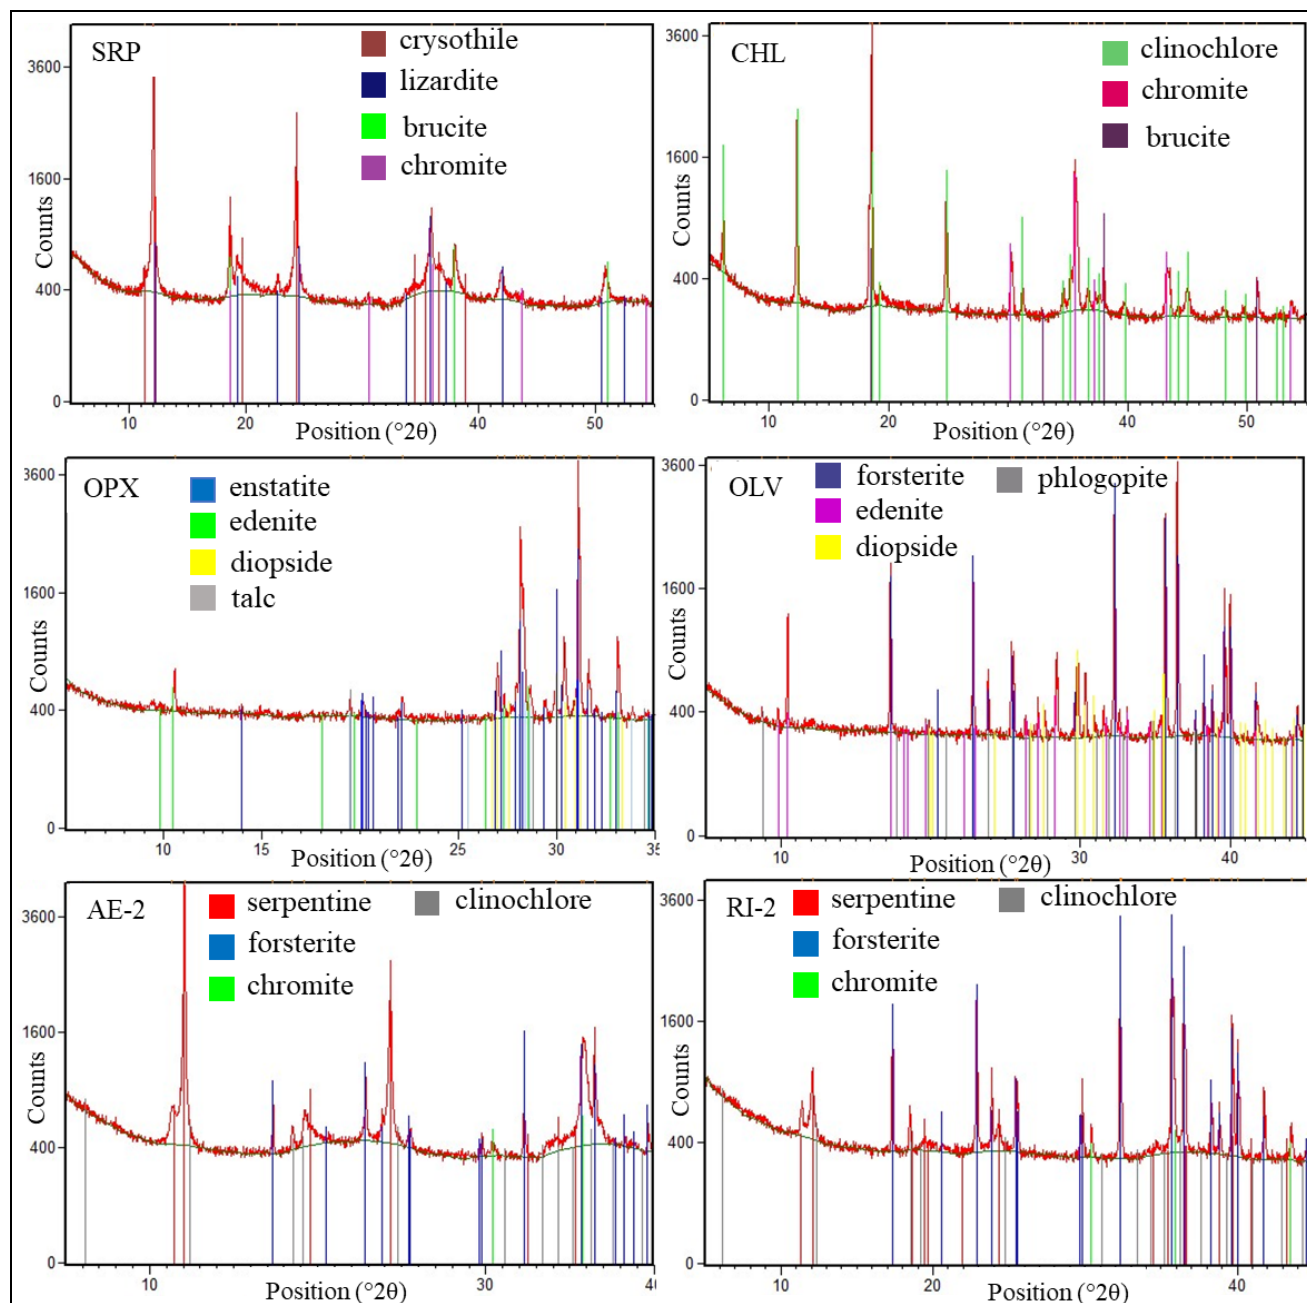 SRP
crysothile
lizardite
brucite
chromite
3600
1600
400
0
Counts
10
20
40
50
Position (°2θ)
CHL
clinochlore
chromite
brucite
3600
1600
400
0
Counts
10
20
40
50
Position (°2θ)
OPX
enstatite
edenite
diopside
talc
3600
1600
400
0
Counts
10
15
25
30
35
Position (°2θ)
OLV
forsterite
phlogopite
edenite
diopside
3600
1600
400
0
Counts
10
30
40
Position (°2θ)
AE-2
serpentine
clinochlore
forsterite
chromite
3600
1600
400
0
Counts
10
30
Position (°2θ)
RI-2
serpentine
clinochlore
forsterite
chromite
3600
1600
400
0
Counts
10
20
40
Position (°2θ)